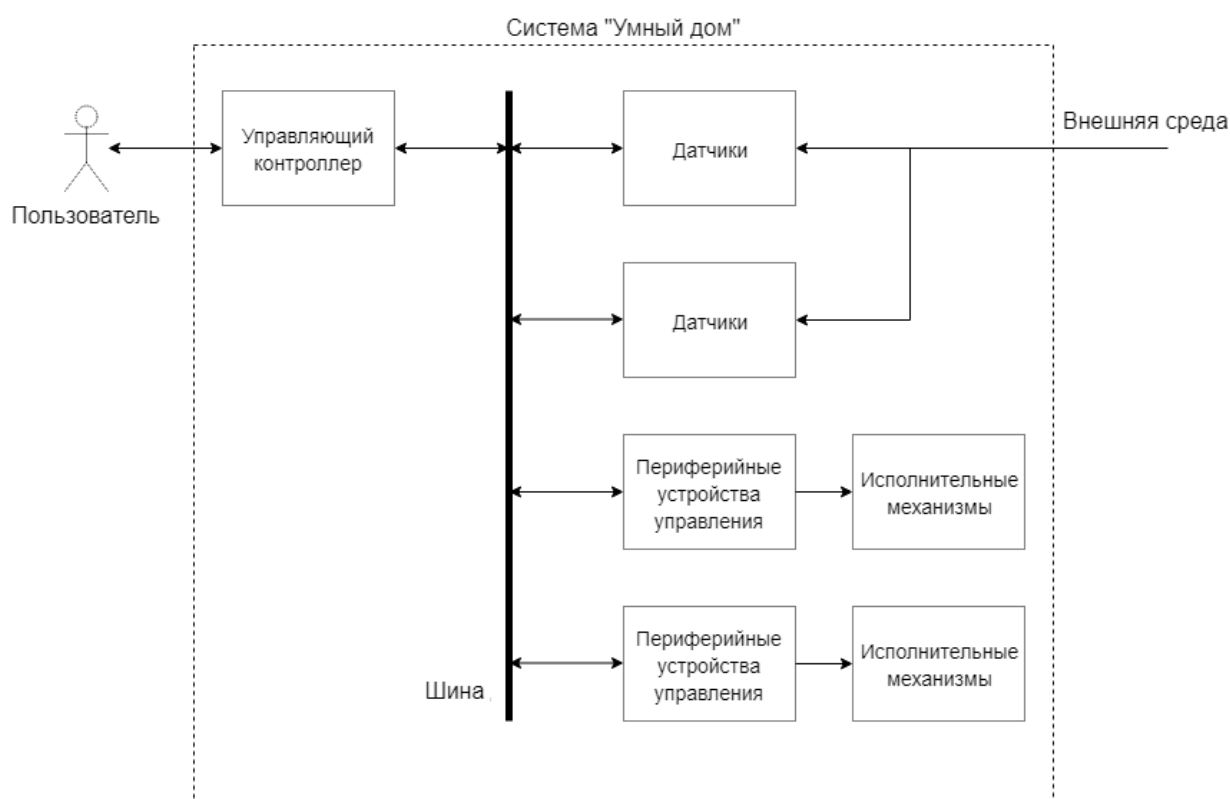 Система "Умный дом"
Управляющий
контроллер
Датчики
Внешняя среда
Пользователь
Датчики
Периферийные
устройства
управления
Исполнительные
механизмы
Периферийные
устройства
управления
Исполнительные
механизмы
Шина